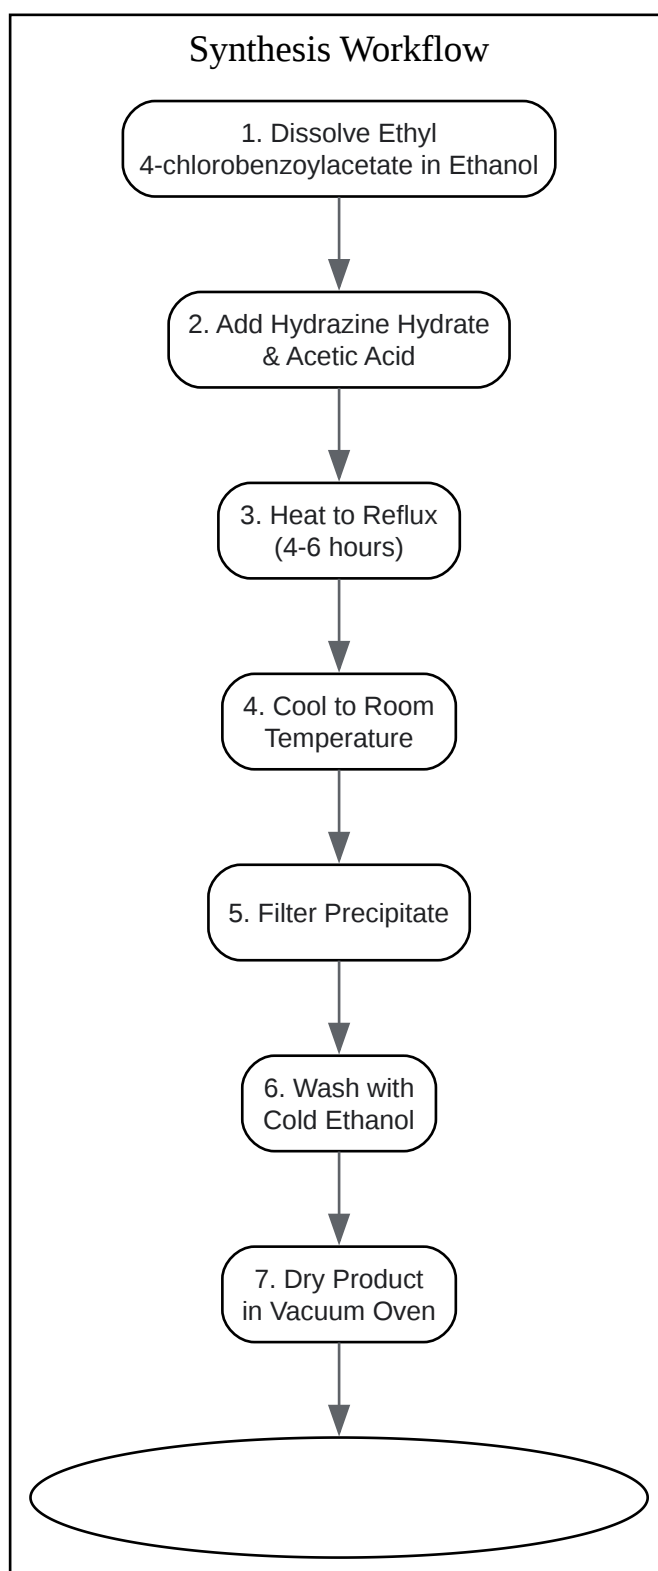 Synthesis Workflow
1. Dissolve Ethyl
4-chlorobenzoylacetate in Ethanol
2. Add Hydrazine Hydrate
& Acetic Acid
3. Heat to Reflux
(4-6 hours)
4. Cool to Room
Temperature
5. Filter Precipitate
6. Wash with
Cold Ethanol
7. Dry Product
in Vacuum Oven